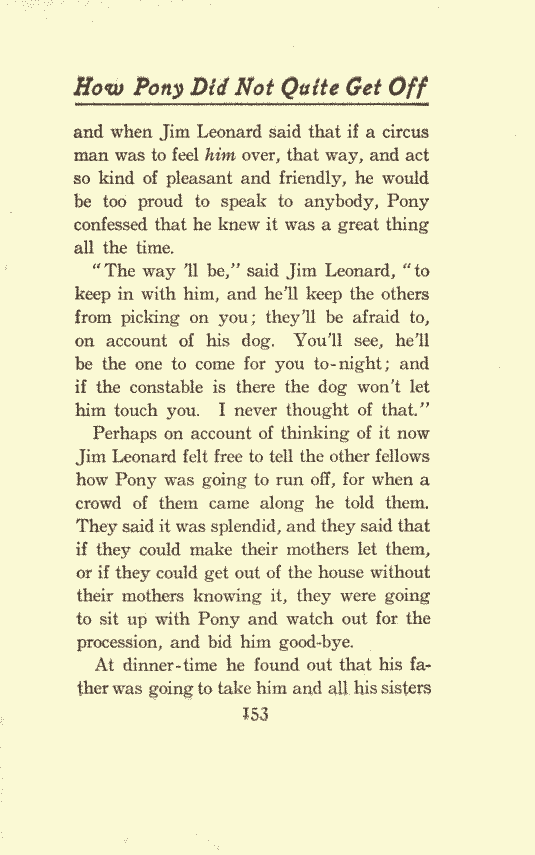 How Pony Did Not Quite Get Off
and when Jim Leonard said that if a circus
man was to feel him over, that way, and act
so kind of pleasant and friendly, he would
be too proud to speak to anybody, Pony
confessed that he knew it was a great thing
all the time.
"The way 'll be," said Jim Leonard, "to
keep in with him, and he'll keep the others
from picking on you; they'll be afraid to,
on account of his dog. You'll see, he'll
be the one to come for you to-night; and
if the constable is there the dog won't let
him touch you. I never thought of that."
Perhaps on account of thinking of it now
Jim Leonard felt free to tell the other fellows
how Pony was going to run off, for when a
crowd of them came along he told them.
They said it was splendid, and they said that
if they could make their mothers let them,
or if they could get out of the house without
their mothers knowing it, they were going
to sit up with Pony and watch out for the
procession, and bid him good-bye.
At dinner-time he found out that his fa-
ther was going to take him and all his sisters
153